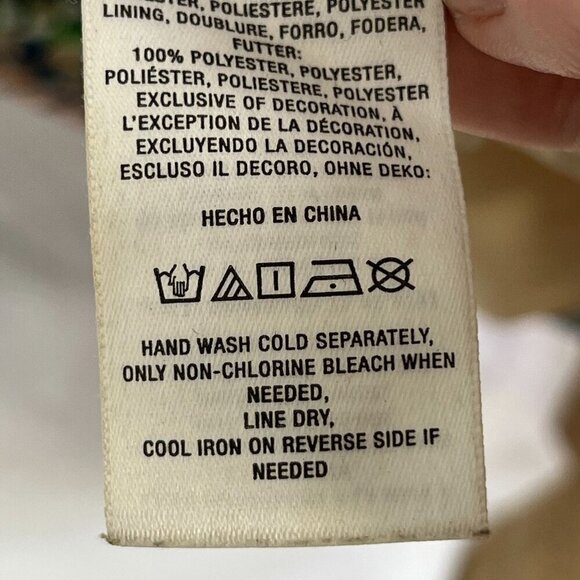 POLIESTERE, POLYESTER
LINING, DOUBLURE, FORRO, FODERA,
FUTTER:
100% POLYESTER, POLYESTER,
POLIÉSTER, POLIESTERE, POLYESTER
EXCLUSIVE OF DECORATION, À
L'EXCEPTION DE LA DÉCORATION,
EXCLUYENDO LA DECORACIÓN,
ESCLUSO IL DECORO, OHNE DEKO:
HECHO EN CHINA
HAND WASH COLD SEPARATELY,
ONLY NON-CHLORINE BLEACH WHEN
NEEDED,
LINE DRY,
COOL IRON ON REVERSE SIDE IF
NEEDED